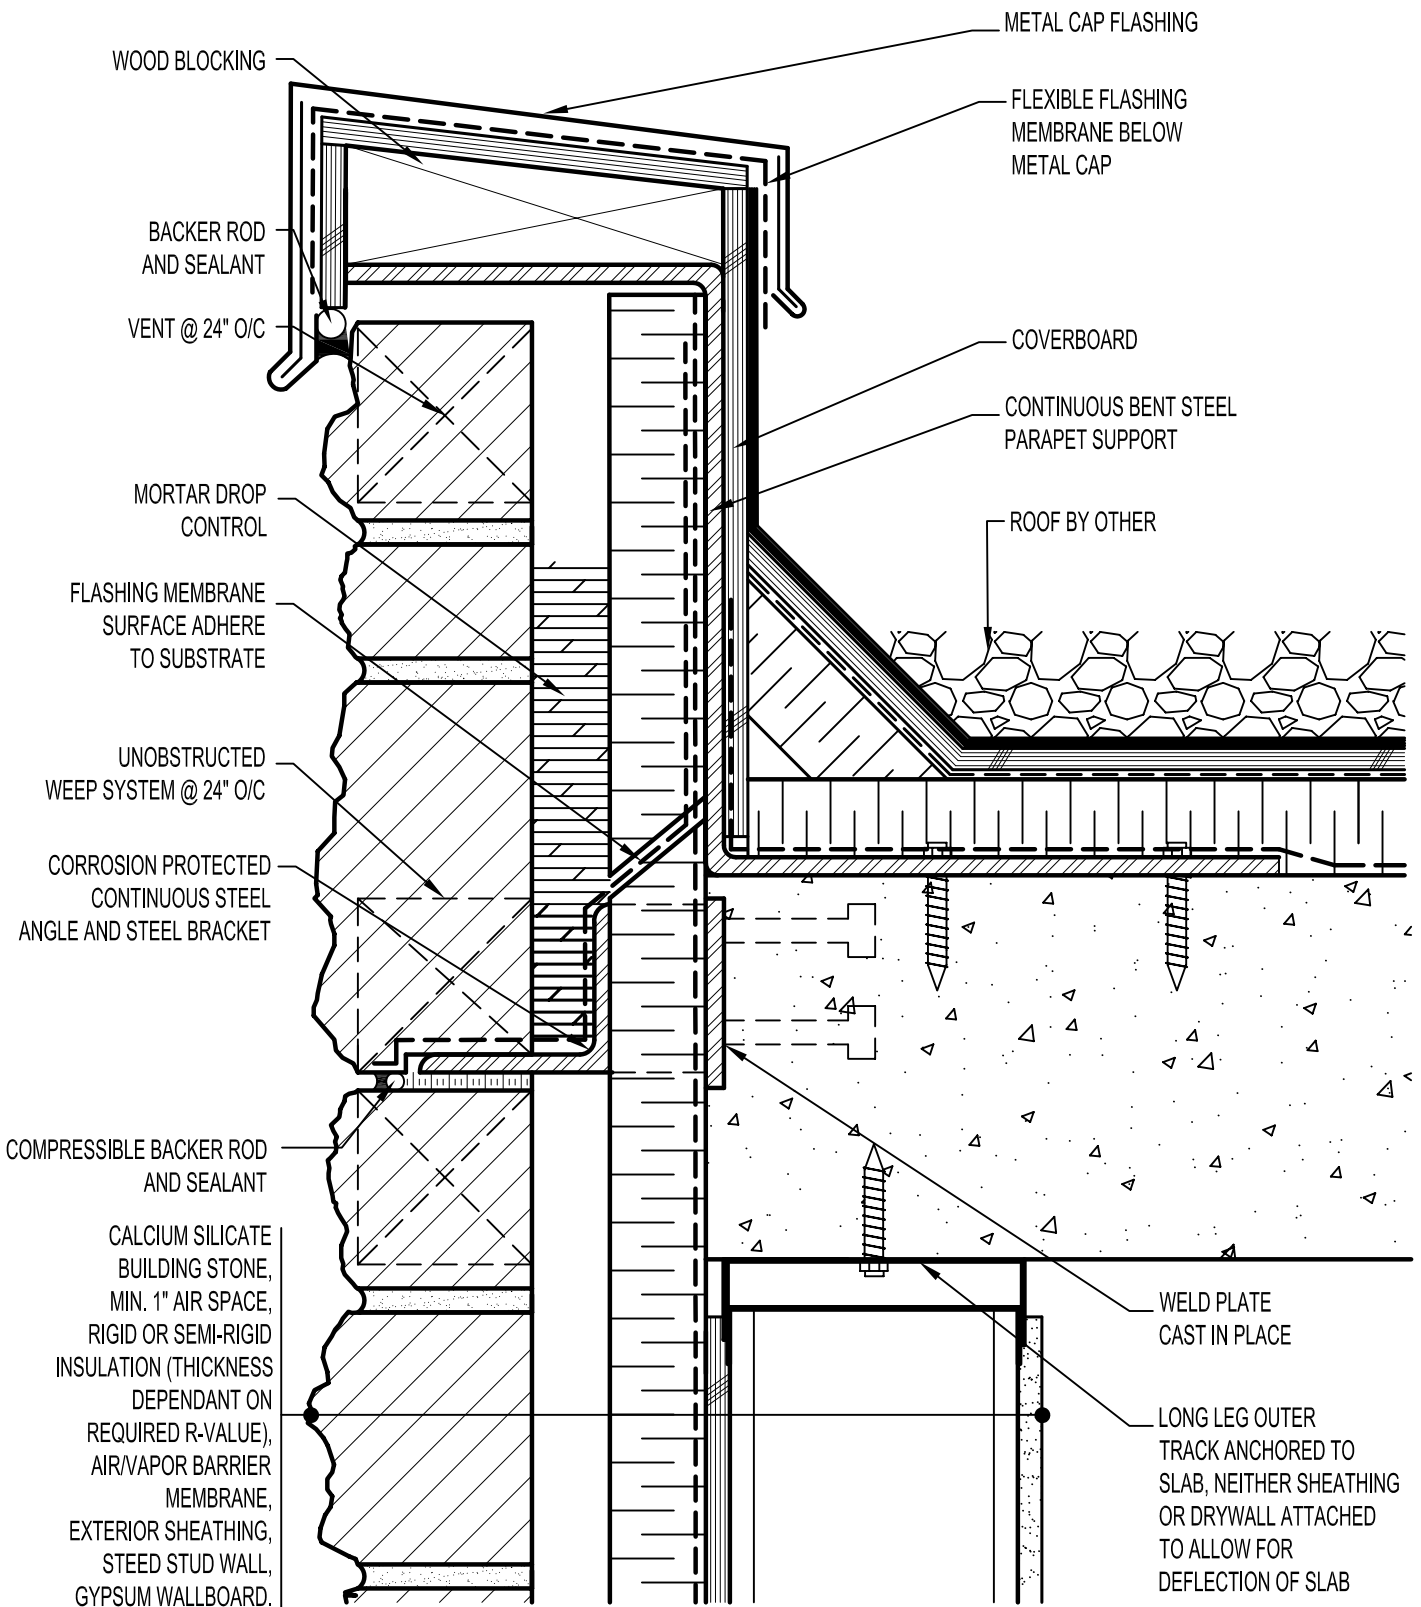 WOOD BLOCKING
BACKER ROD
AND SEALANT
VENT @ 24" O/C
MORTAR DROP
CONTROL
FLASHING MEMBRANE
SURFACE ADHERE
TO SUBSTRATE
UNOBSTRUCTED
WEEP SYSTEM @ 24" O/C
CORROSION PROTECTED
CONTINUOUS STEEL
ANGLE AND STEEL BRACKET
COMPRESSIBLE BACKER ROD
AND SEALANT
CALCIUM SILICATE
BUILDING STONE,
MIN. 1" AIR SPACE,
RIGID OR SEMI-RIGID
INSULATION (THICKNESS
DEPENDANT ON
REQUIRED R-VALUE),
AIR/VAPOR BARRIER
MEMBRANE,
EXTERIOR SHEATHING,
STEED STUD WALL,
GYPSUM WALLBOARD.
METAL CAP FLASHING
FLEXIBLE FLASHING
MEMBRANE BELOW
METAL CAP
COVERBOARD
CONTINUOUS BENT STEEL
PARAPET SUPPORT
ROOF BY OTHER
WELD PLATE
CAST IN PLACE
LONG LEG OUTER
TRACK ANCHORED TO
SLAB, NEITHER SHEATHING
OR DRYWALL ATTACHED
TO ALLOW FOR
DEFLECTION OF SLAB